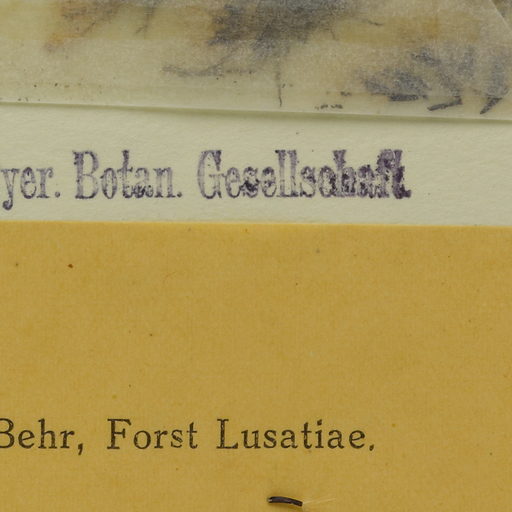 yer. Botan. Gesellschaft.
Behr, Forst Lusatiae.